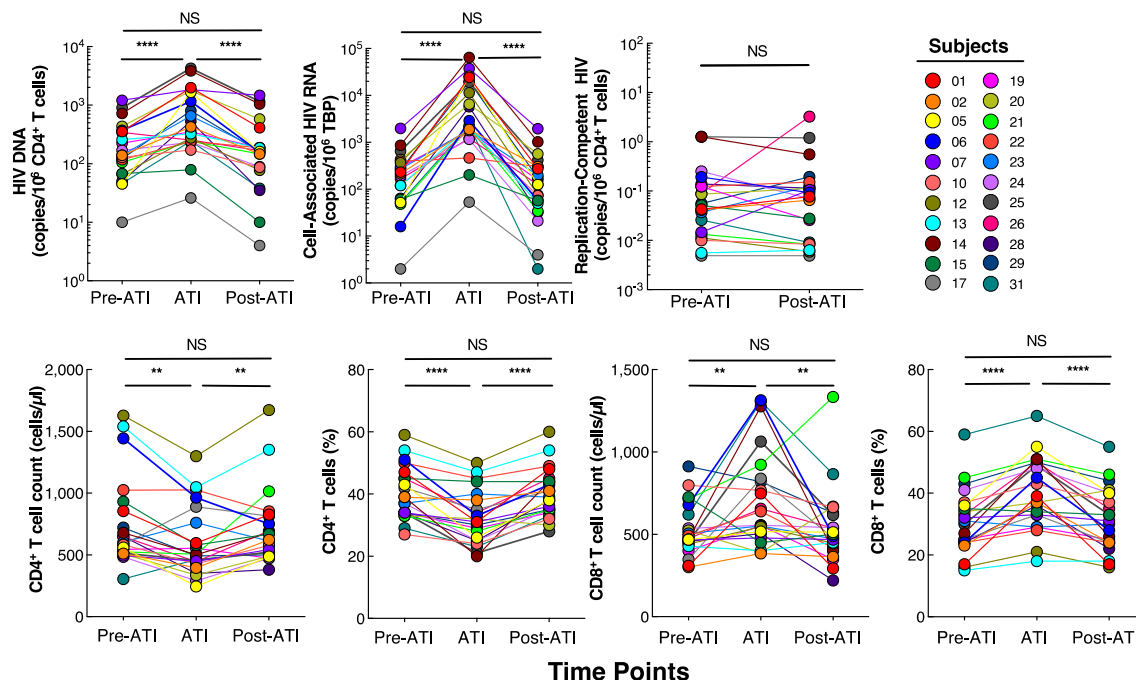 NS
****
****
HIV DNA
(copies/10⁶ CD4⁺ T cells)
10⁴
10³
10²
10¹
10⁰
Pre-ATI ATI Post-ATI
NS
****
****
Cell-Associated HIV RNA
(copies/10⁶ TBP)
10⁵
10⁴
10³
10²
10¹
10⁰
Pre-ATI ATI Post-ATI
NS
Replication-Competent HIV
(copies/10⁶ CD4⁺ T cells)
10²
10¹
10⁰
10⁻¹
10⁻²
10⁻³
Pre-ATI Post-ATI
Subjects
01 19
02 20
05 21
06 22
07 23
10 24
12 25
13 26
14 28
15 29
17 31
NS
**
**
CD4⁺ T cell count (cells/µl)
2,000
1,500
1,000
500
0
Pre-ATI ATI Post-ATI
NS
****
****
CD4⁺ T cells (%)
80
60
40
20
0
Pre-ATI ATI Post-ATI
NS
**
**
CD8⁺ T cell count (cells/µl)
1,500
1,000
500
0
Pre-ATI ATI Post-ATI
NS
****
****
CD8⁺ T cells (%)
80
60
40
20
0
Pre-ATI ATI Post-AT
Time Points